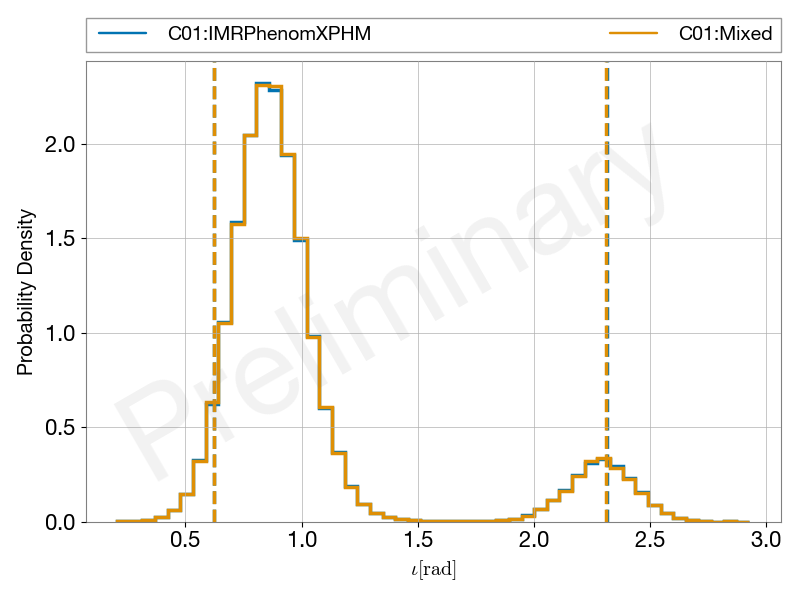 C01:IMRPhenomXPHM C01:Mixed
Preliminary
Probability Density
2.0
1.5
1.0
0.5
0.0
0.5 1.0 1.5 2.0 2.5 3.0
ι[rad]